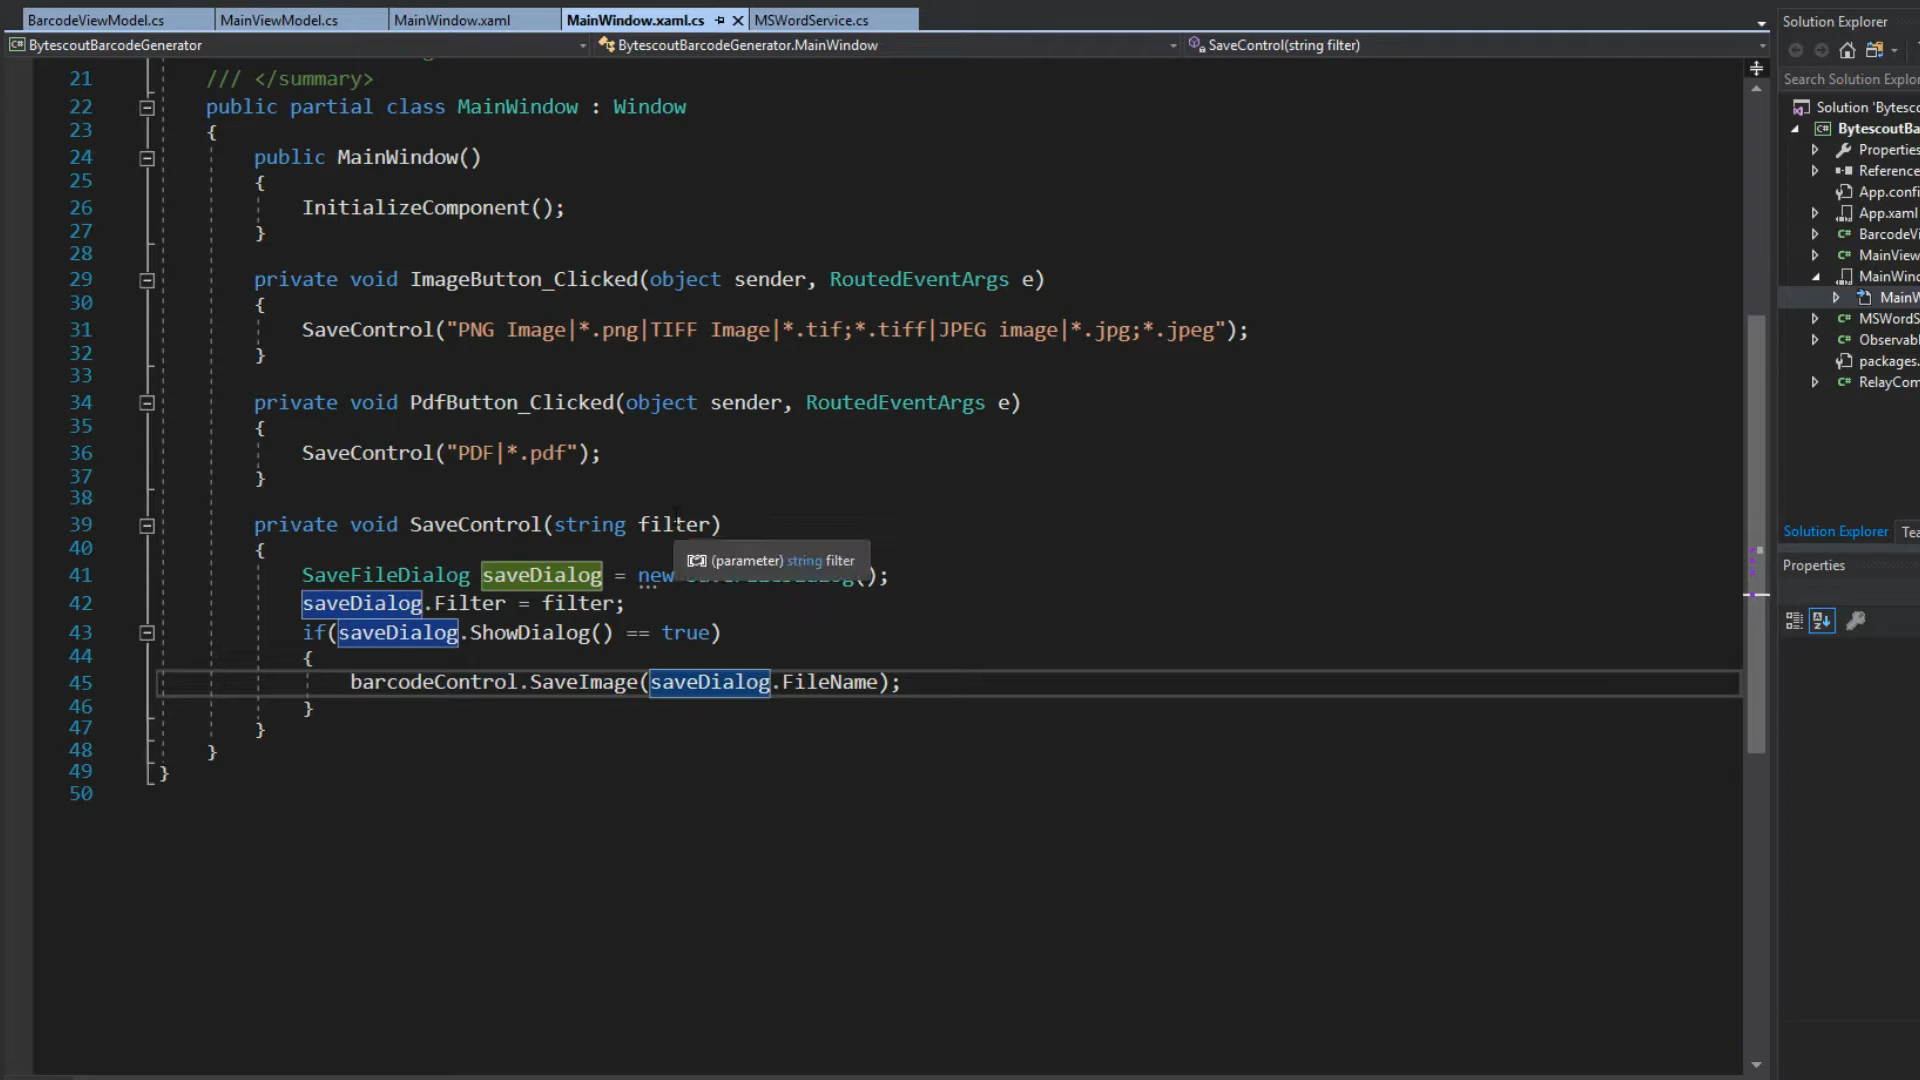 BarcodeViewModel.cs
MainViewModel.cs
MainWindow.xaml
MainWindow.xaml.cs
MSWordService.cs
BytescoutBarcodeGenerator
BytescoutBarcodeGenerator.MainWindow
SaveControl(string filter)
21 /// </summary>
22 public partial class MainWindow : Window
23 {
24 public MainWindow()
25 {
26 InitializeComponent();
27 }
28
29 private void ImageButton_Clicked(object sender, RoutedEventArgs e)
30 {
31 SaveControl("PNG Image|*.png|TIFF Image|*.tif;*.tiff|JPEG image|*.jpg;*.jpeg");
32 }
33
34 private void PdfButton_Clicked(object sender, RoutedEventArgs e)
35 {
36 SaveControl("PDF|*.pdf");
37 }
38
39 private void SaveControl(string filter)
40 {
(parameter) string filter
41 SaveFileDialog saveDialog = new ();
42 saveDialog.Filter = filter;
43 if(saveDialog.ShowDialog() == true)
44 {
45 barcodeControl.SaveImage(saveDialog.FileName);
46 }
47 }
48 }
49 }
50
Solution Explorer
Search Solution Explo
Solution 'Bytesco
BytescoutBa
Properties
Reference
App.confi
App.xaml
BarcodeVi
MainView
MainWind
MainW
MSWordS
Observab
packages.
RelayCom
Solution Explorer
Tea
Properties